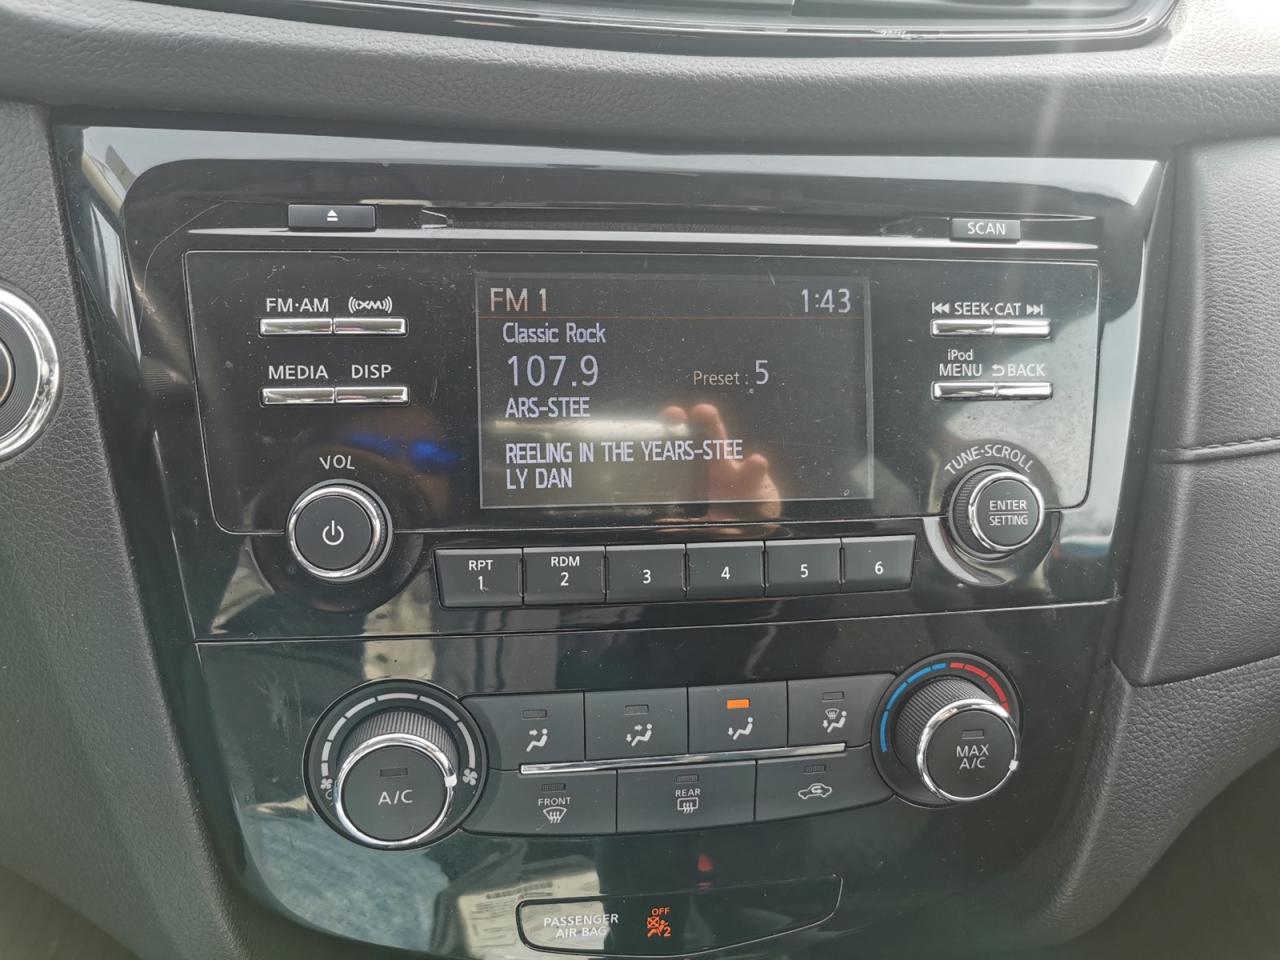 SCAN
FM·AM
XM
FM 1
1:43
SEEK·CAT
Classic Rock
107.9
Preset : 5
MEDIA
DISP
iPod
MENU
BACK
ARS-STEE
REELING IN THE YEARS-STEE
LY DAN
VOL
TUNE·SCROLL
ENTER
SETTING
RPT
1
RDM
2
3
4
5
6
A/C
MAX
A/C
FRONT
REAR
PASSENGER
AIR BAG
OFF
2